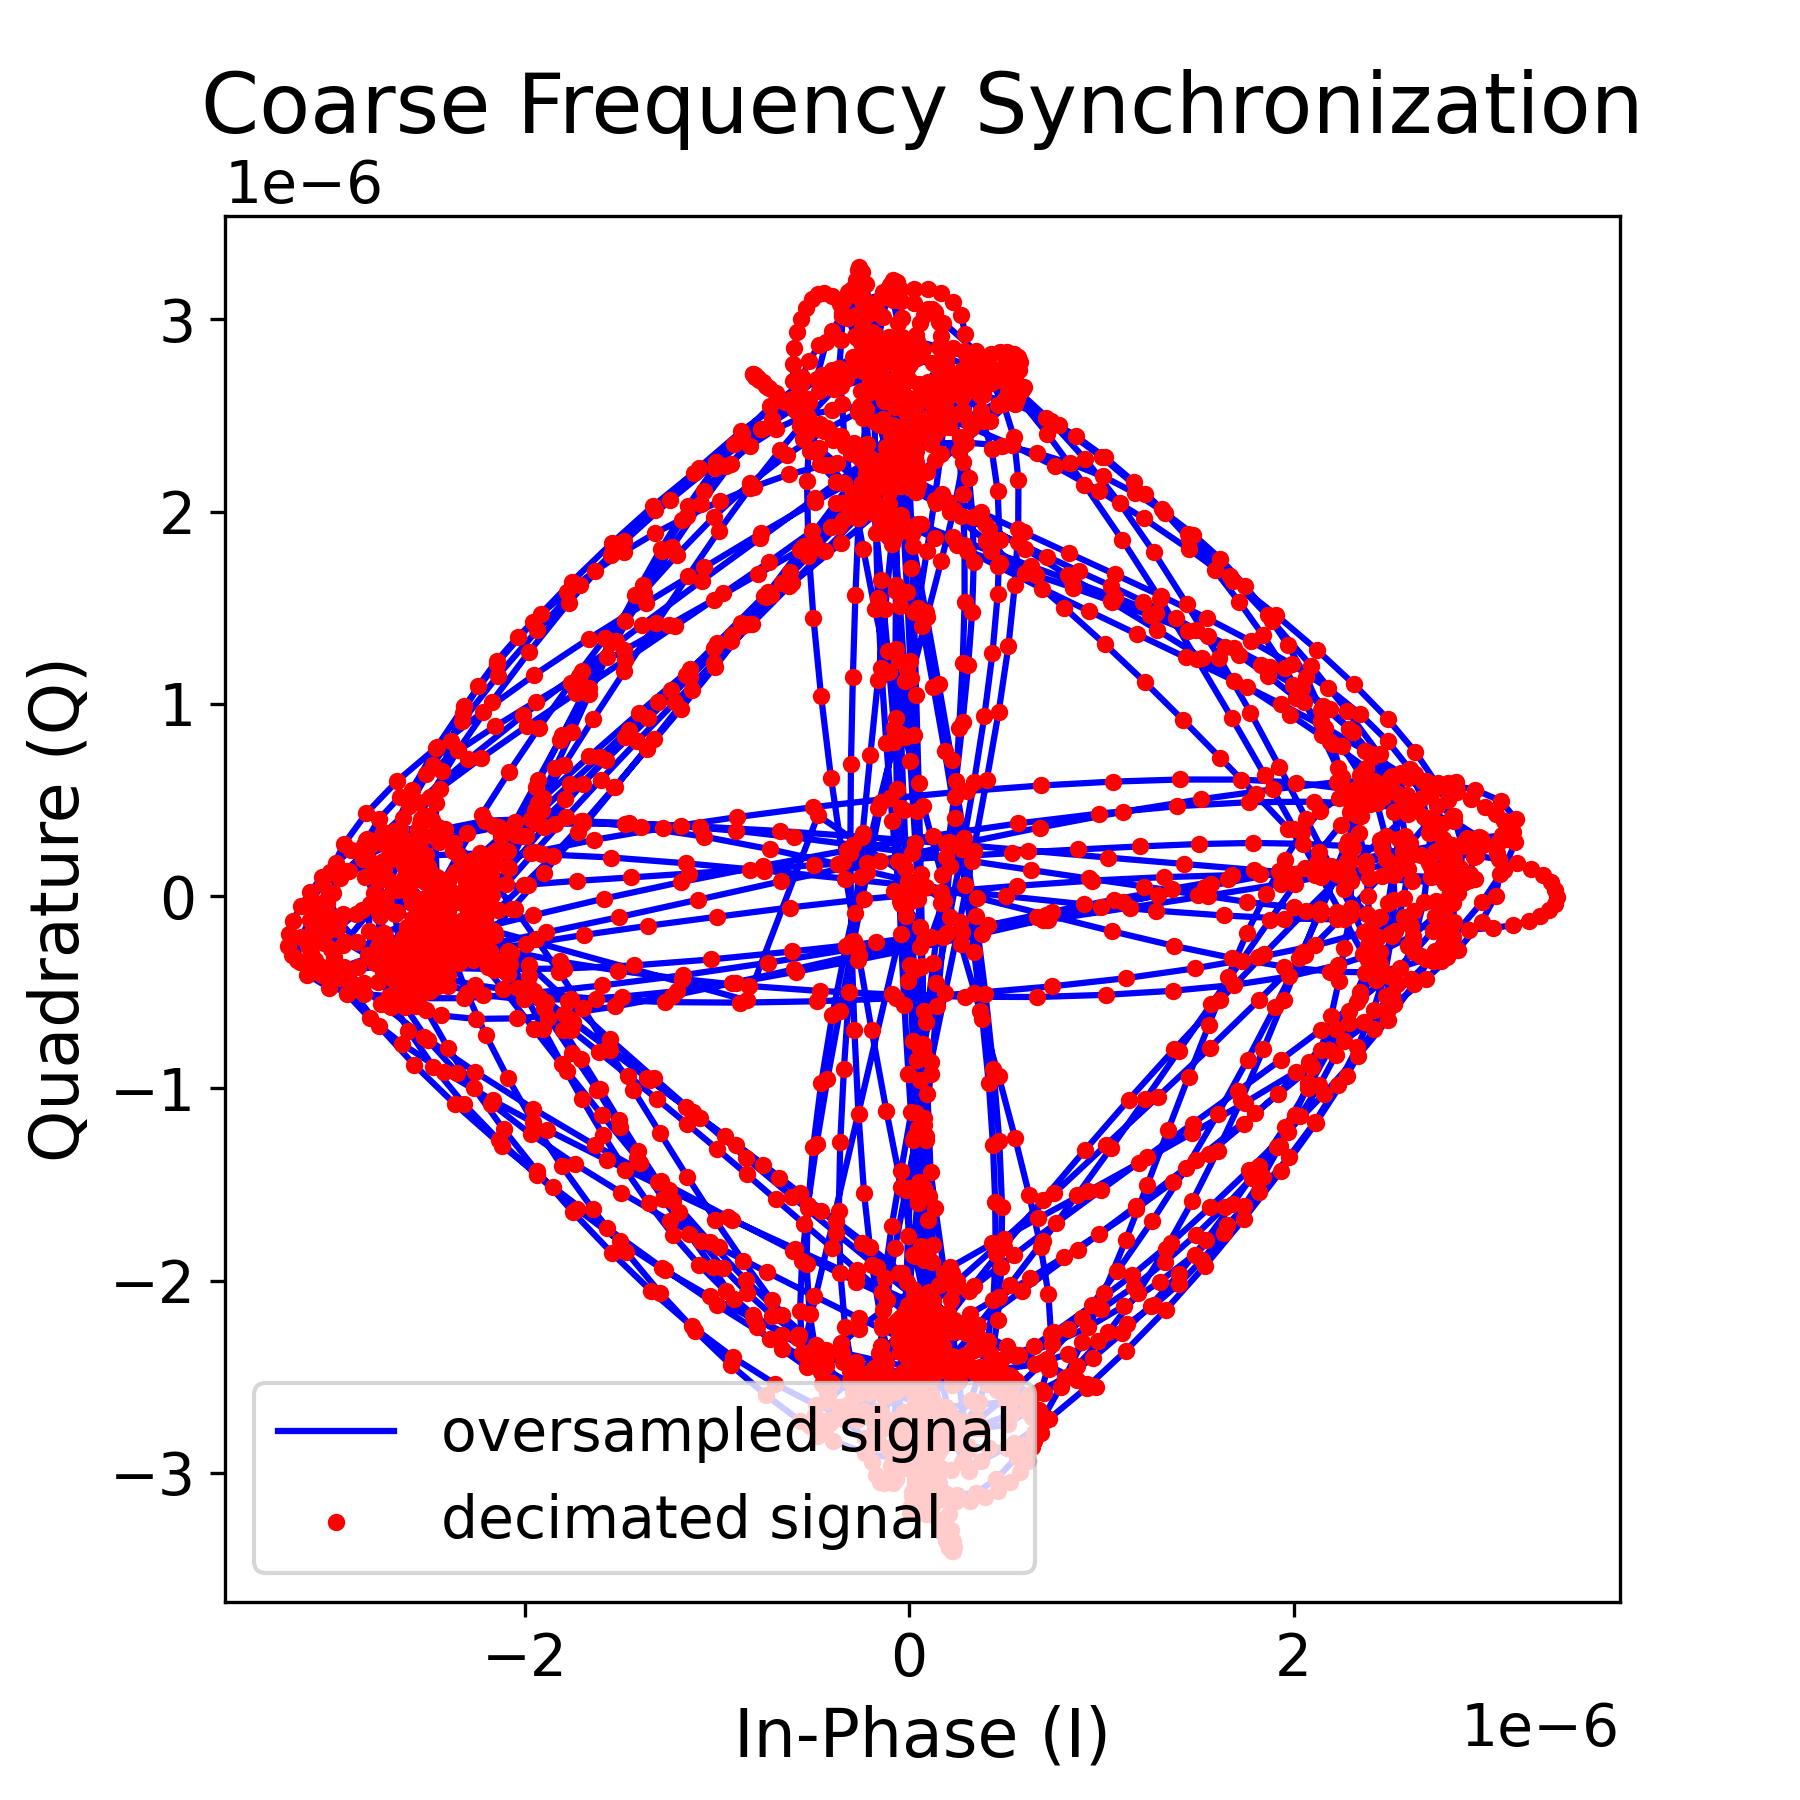 Coarse Frequency Synchronization
1e−6
3
2
1
0
−1
−2
−3
Quadrature (Q)
oversampled signal
decimated signal
−2 0 2
In-Phase (I)
1e−6